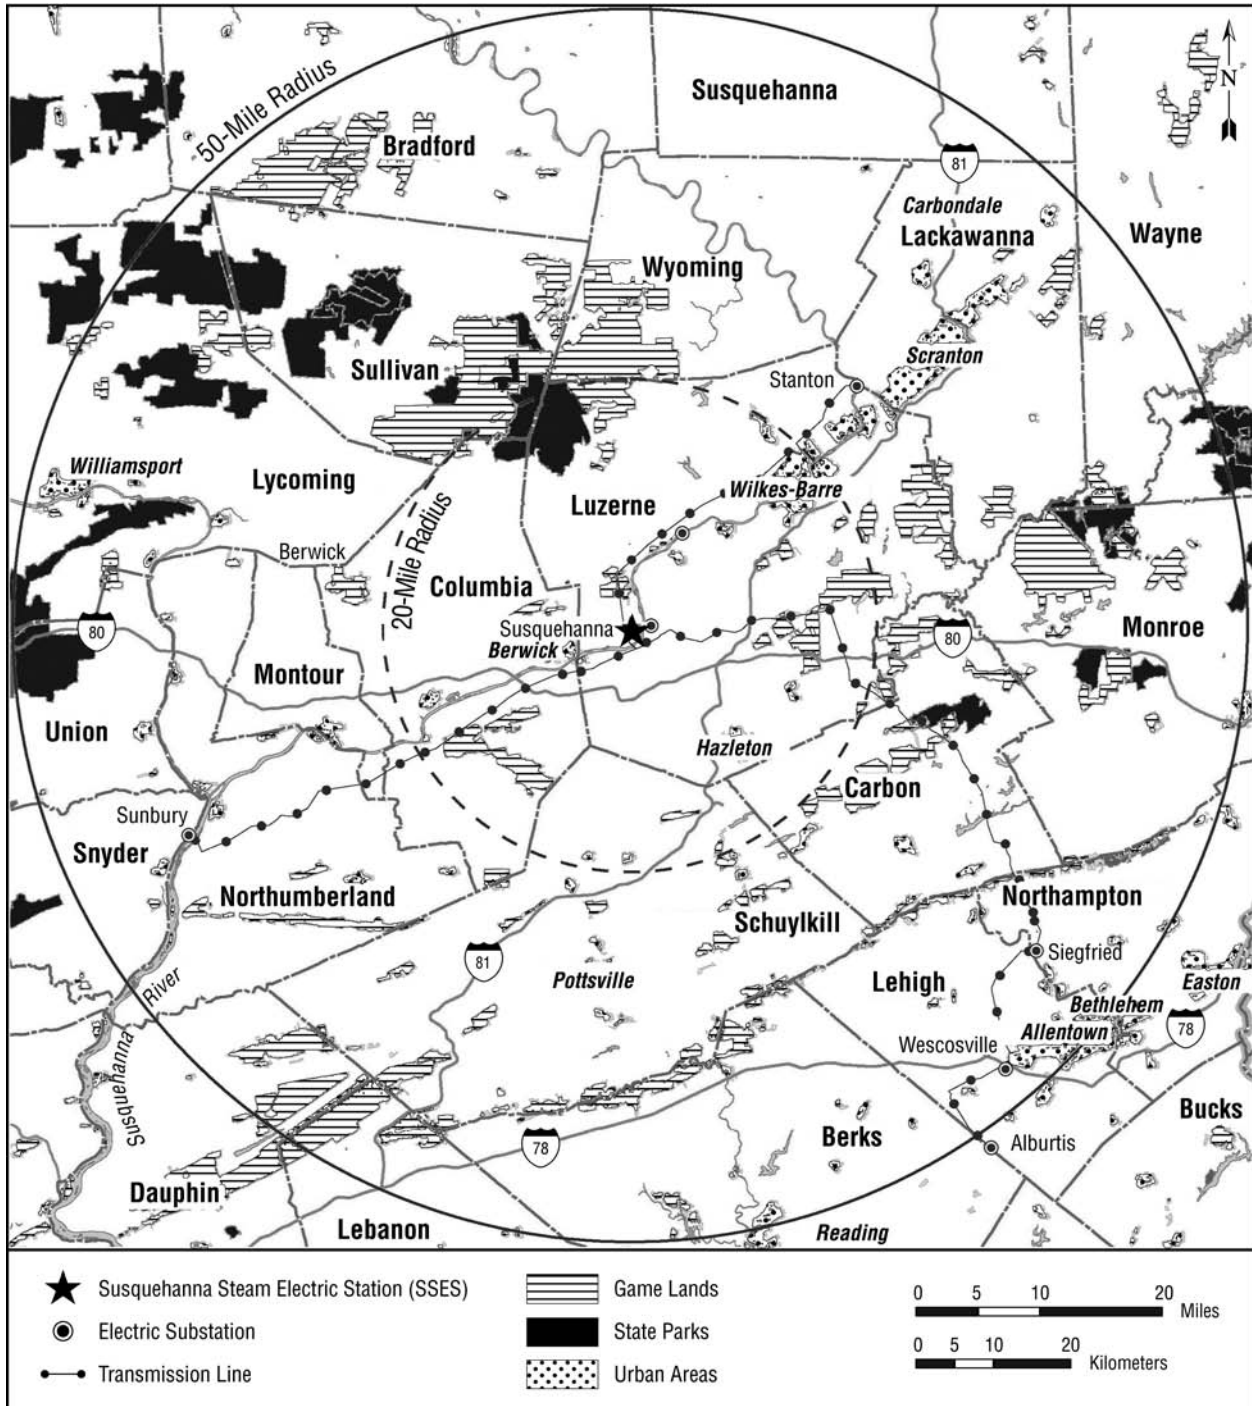 Susquehanna
50-Mile Radius
N
Bradford
81
Carbondale
Lackawanna
Wayne
Wyoming
Sullivan
Scranton
Stanton
Williamsport
Lycoming
Wilkes-Barre
Luzerne
20-Mile Radius
Berwick
Columbia
Susquehanna
Berwick
80
80
Monroe
Montour
Union
Hazleton
Carbon
Sunbury
Snyder
Northumberland
Northampton
Schuylkill
81
Siegfried
Pottsville
Lehigh
Easton
River
Bethlehem
Allentown
78
Wescosville
Susquehanna
Bucks
78
Berks
Alburtis
Dauphin
Lebanon
Reading
Susquehanna Steam Electric Station (SSES)
Electric Substation
Transmission Line
Game Lands
State Parks
Urban Areas
0 5 10 20
Miles
0 5 10 20
Kilometers